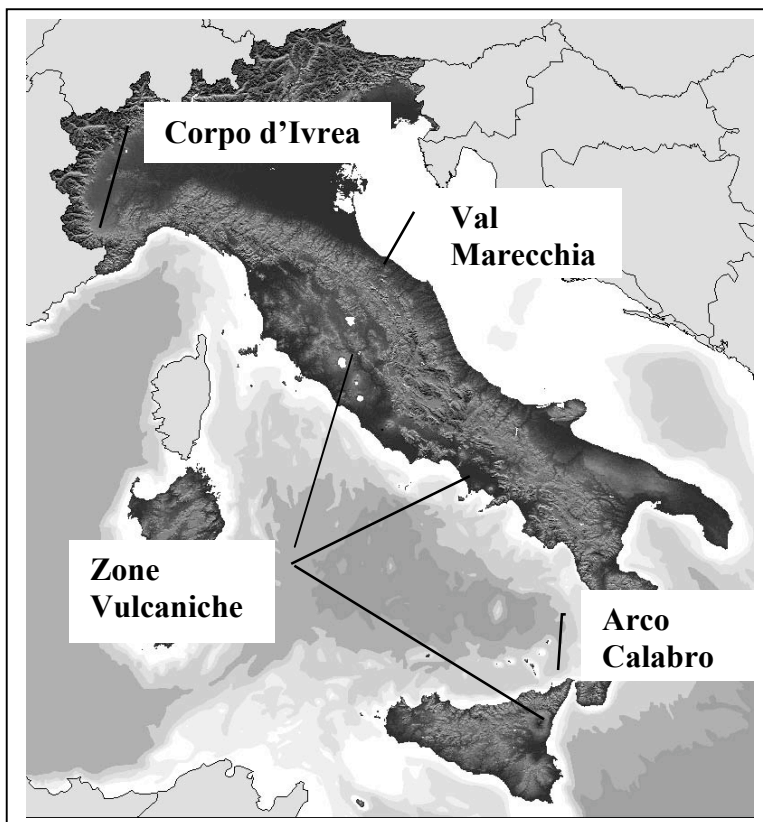 Corpo d’Ivrea
Val
Marecchia
Zone
Vulcaniche
Arco
Calabro